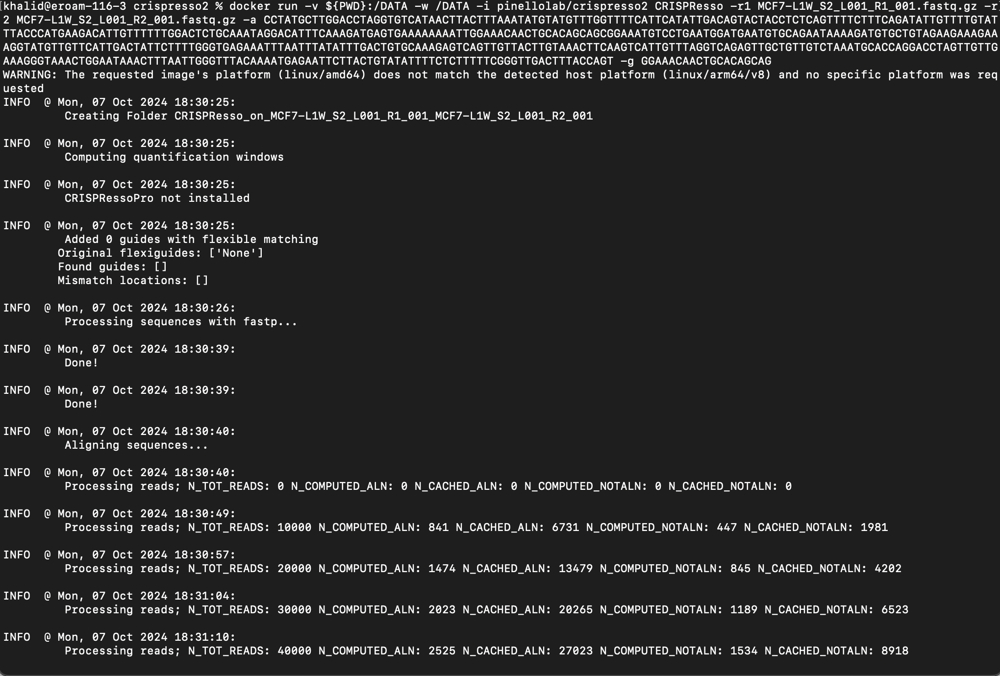 [khalid@eroam-116-3 crispresso2 % docker run -v ${PWD}:/DATA -w /DATA -i pinellolab/crispresso2 CRISPResso -r1 MCF7-L1W_S2_L001_R1_001.fastq.gz -r
2 MCF7-L1W_S2_L001_R2_001.fastq.gz -a CCTATGCTTGGACCTAGGTGTCATAACTTACTTTAAATATGTATGTTTGGTTTTCATTCATATTGACAGTACTACCTCTCAGTTTTCTTTCAGATATTGTTTTGTAT
TTACCCATGAAGACATTGTTTTTTGGACTCTGCAAATAGGACATTTCAAAGATGAGTGAAAAAAAATTGGAAACAACTGCACAGCAGCGGAAATGTCCTGAATGGATGAATGTGCAGAATAAAAGATGTGCTGTAGAAGAAAGAA
AGGTATGTTGTTCATTGACTATTCTTTTGGGTGAGAAATTTAATTTATATTTGACTGTGCAAAGAGTCAGTTGTTACTTGTAAACTTCAAGTCATTGTTTAGGTCAGAGTTGCTGTTGTCTAAATGCACCAGGACCTAGTTGTTG
AAAGGGTAAACTGGAATAAACTTTAATTGGGTTTACAAAATGAGAATTCTTACTGTATATTTTCTCTTTTTCGGGTTGACTTTACCAGT -g GGAAACAACTGCACAGCAG
WARNING: The requested image's platform (linux/amd64) does not match the detected host platform (linux/arm64/v8) and no specific platform was req
uested
INFO  @ Mon, 07 Oct 2024 18:30:25:
Creating Folder CRISPResso_on_MCF7-L1W_S2_L001_R1_001_MCF7-L1W_S2_L001_R2_001
INFO  @ Mon, 07 Oct 2024 18:30:25:
Computing quantification windows
INFO  @ Mon, 07 Oct 2024 18:30:25:
CRISPRessoPro not installed
INFO  @ Mon, 07 Oct 2024 18:30:25:
Added 0 guides with flexible matching
Original flexiguides: ['None']
Found guides: []
Mismatch locations: []
INFO  @ Mon, 07 Oct 2024 18:30:26:
Processing sequences with fastp...
INFO  @ Mon, 07 Oct 2024 18:30:39:
Done!
INFO  @ Mon, 07 Oct 2024 18:30:39:
Done!
INFO  @ Mon, 07 Oct 2024 18:30:40:
Aligning sequences...
INFO  @ Mon, 07 Oct 2024 18:30:40:
Processing reads; N_TOT_READS: 0 N_COMPUTED_ALN: 0 N_CACHED_ALN: 0 N_COMPUTED_NOTALN: 0 N_CACHED_NOTALN: 0
INFO  @ Mon, 07 Oct 2024 18:30:49:
Processing reads; N_TOT_READS: 10000 N_COMPUTED_ALN: 841 N_CACHED_ALN: 6731 N_COMPUTED_NOTALN: 447 N_CACHED_NOTALN: 1981
INFO  @ Mon, 07 Oct 2024 18:30:57:
Processing reads; N_TOT_READS: 20000 N_COMPUTED_ALN: 1474 N_CACHED_ALN: 13479 N_COMPUTED_NOTALN: 845 N_CACHED_NOTALN: 4202
INFO  @ Mon, 07 Oct 2024 18:31:04:
Processing reads; N_TOT_READS: 30000 N_COMPUTED_ALN: 2023 N_CACHED_ALN: 20265 N_COMPUTED_NOTALN: 1189 N_CACHED_NOTALN: 6523
INFO  @ Mon, 07 Oct 2024 18:31:10:
Processing reads; N_TOT_READS: 40000 N_COMPUTED_ALN: 2525 N_CACHED_ALN: 27023 N_COMPUTED_NOTALN: 1534 N_CACHED_NOTALN: 8918